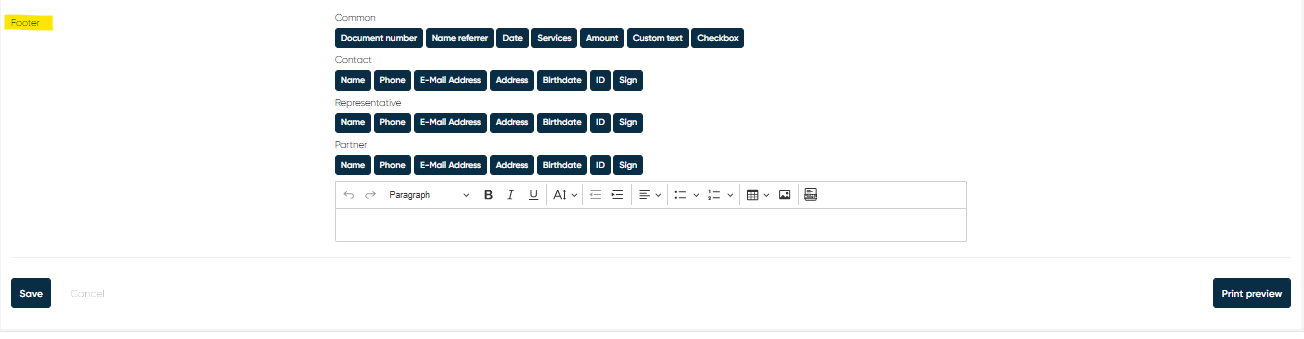 Footer
Common
Document number Name referrer Date Services Amount Custom text Checkbox
Contact
Name Phone E-Mail Address Address Birthdate ID Sign
Representative
Name Phone E-Mail Address Address Birthdate ID Sign
Partner
Name Phone E-Mail Address Address Birthdate ID Sign
Paragraph B I U AI
Save Cancel Print preview